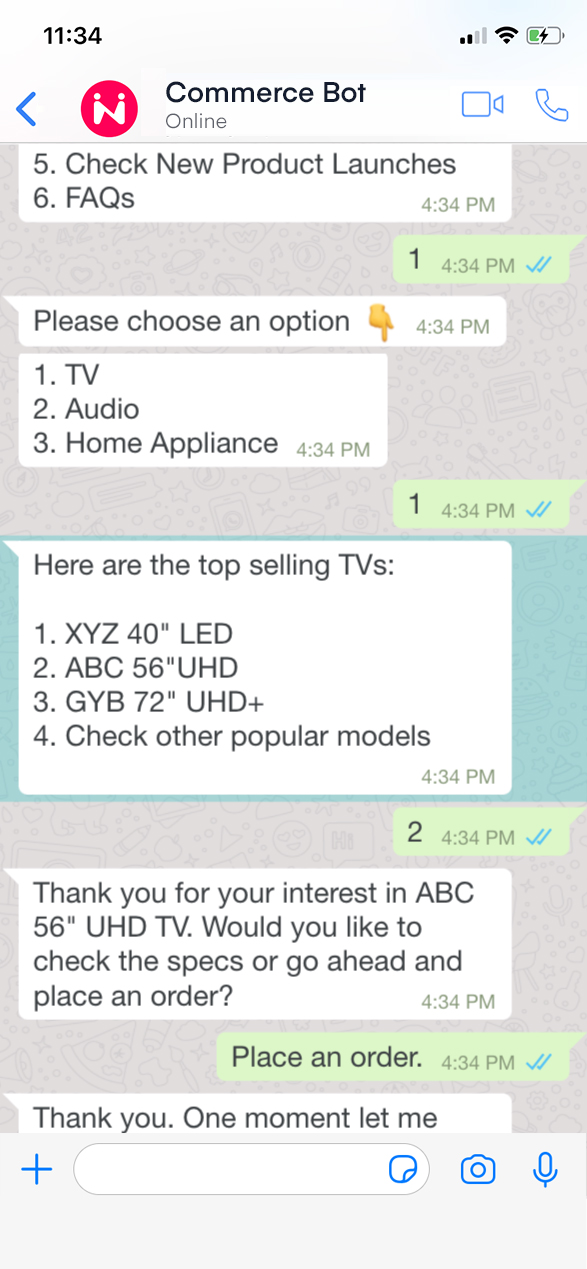 11:34
Commerce Bot
Online
5. Check New Product Launches
6. FAQs
4:34 PM
1 4:34 PM
Please choose an option 👇 4:34 PM
1. TV
2. Audio
3. Home Appliance 4:34 PM
1 4:34 PM
Here are the top selling TVs:
1. XYZ 40" LED
2. ABC 56"UHD
3. GYB 72" UHD+
4. Check other popular models
4:34 PM
2 4:34 PM
Thank you for your interest in ABC
56" UHD TV. Would you like to
check the specs or go ahead and
place an order?
4:34 PM
Place an order. 4:34 PM
Thank you. One moment let me